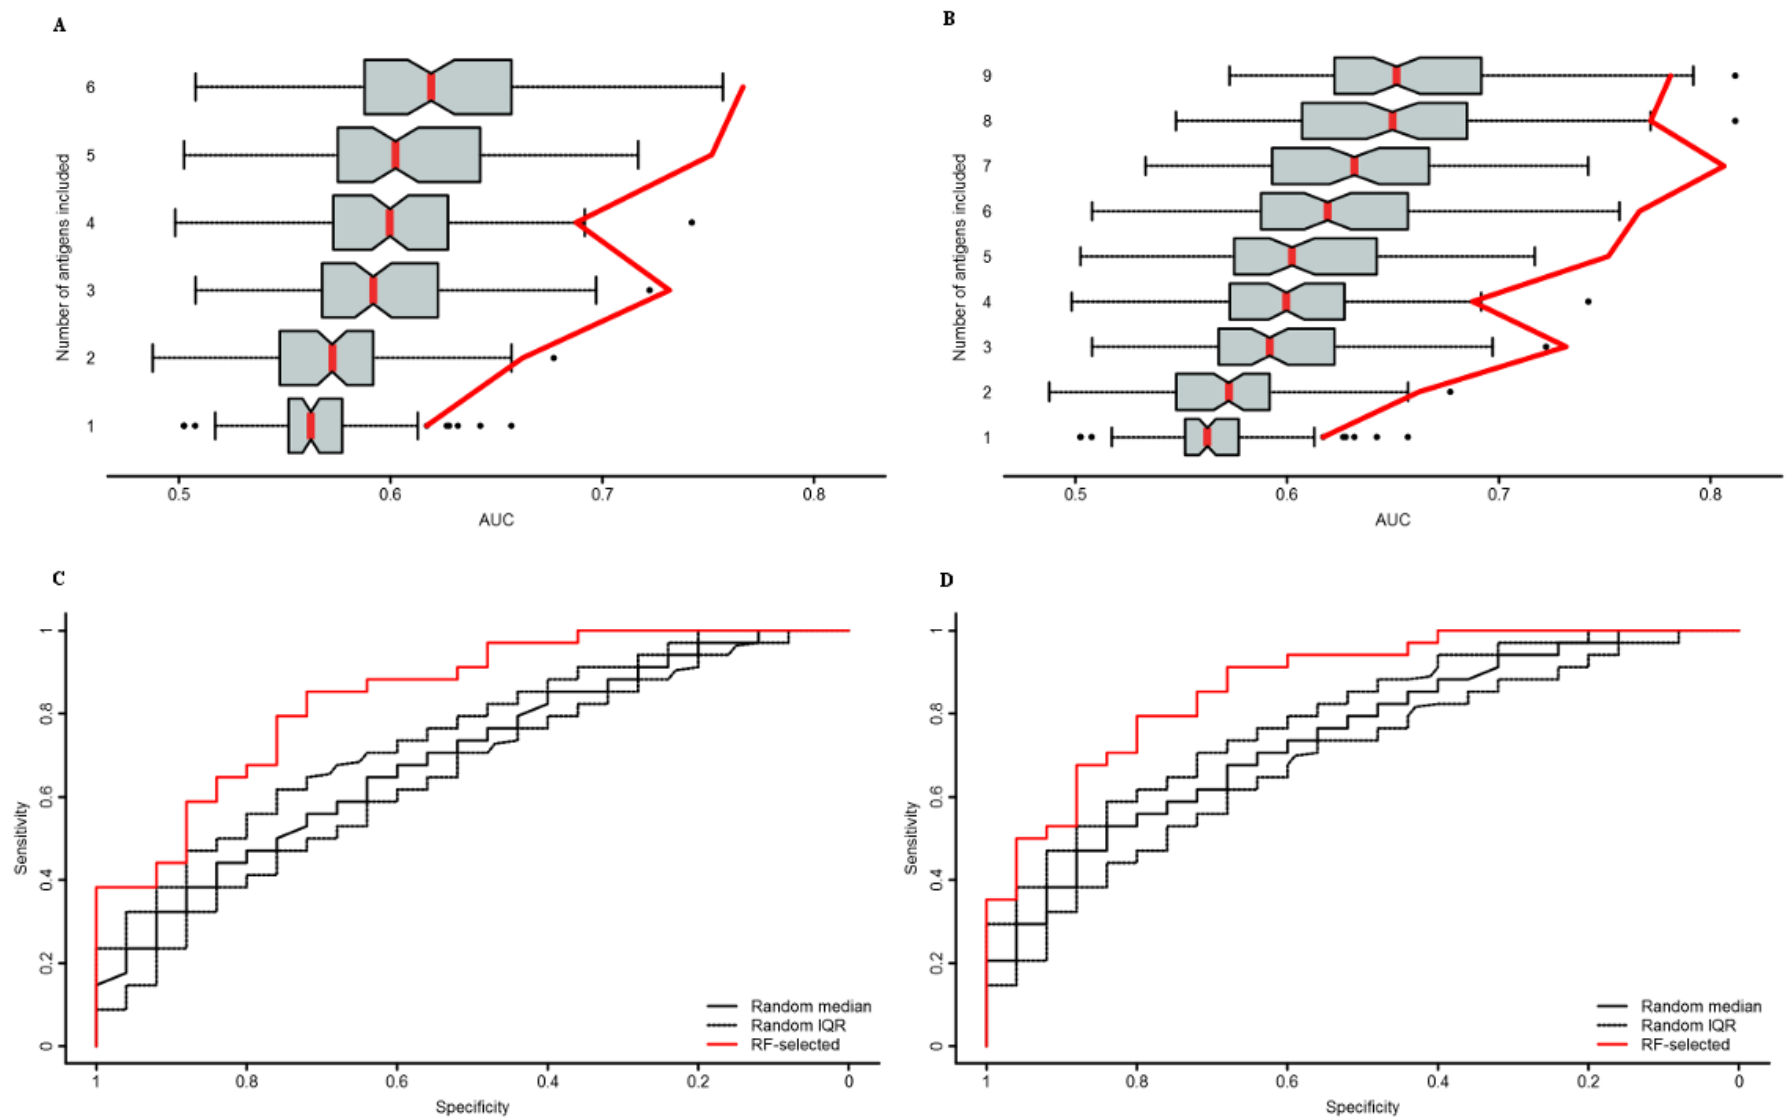 A
Number of antigens included
6
5
4
3
2
1
0.5 0.6 0.7 0.8
AUC
B
Number of antigens included
9
8
7
6
5
4
3
2
1
0.5 0.6 0.7 0.8
AUC
C
Sensitivity
1
0.8
0.6
0.4
0.2
0
Random median
Random IQR
RF-selected
1 0.8 0.6 0.4 0.2 0
Specificity
D
Sensitivity
1
0.8
0.6
0.4
0.2
0
Random median
Random IQR
RF-selected
1 0.8 0.6 0.4 0.2 0
Specificity